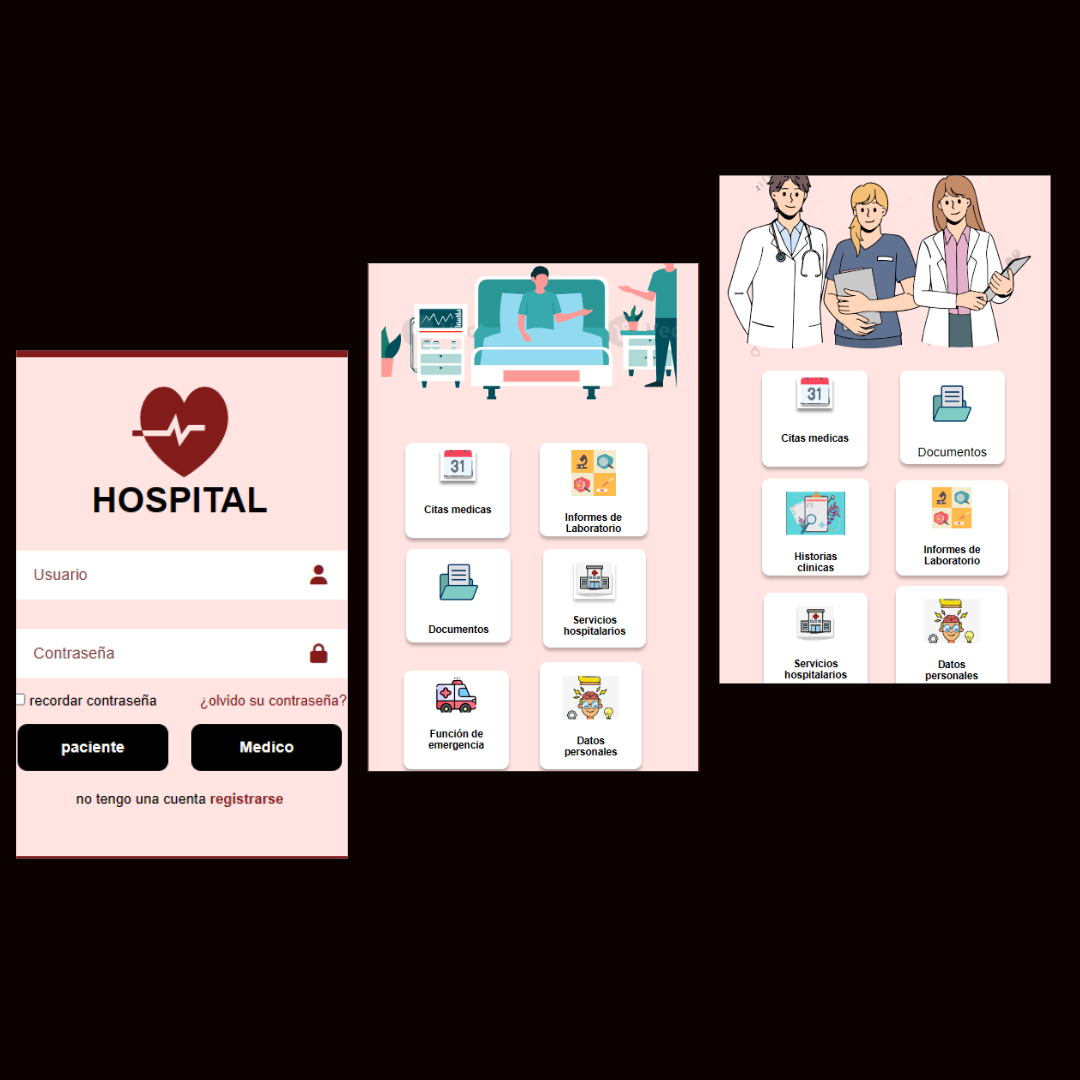 HOSPITAL
Usuario
Contraseña
recordar contraseña
¿olvido su contraseña?
paciente
Medico
no tengo una cuenta registrarse
31
Citas medicas
Informes de
Laboratorio
Documentos
Servicios
hospitalarios
Función de
emergencia
Datos
personales
31
Citas medicas
Documentos
Historias
clinicas
Informes de
Laboratorio
Servicios
hospitalarios
Datos
personales